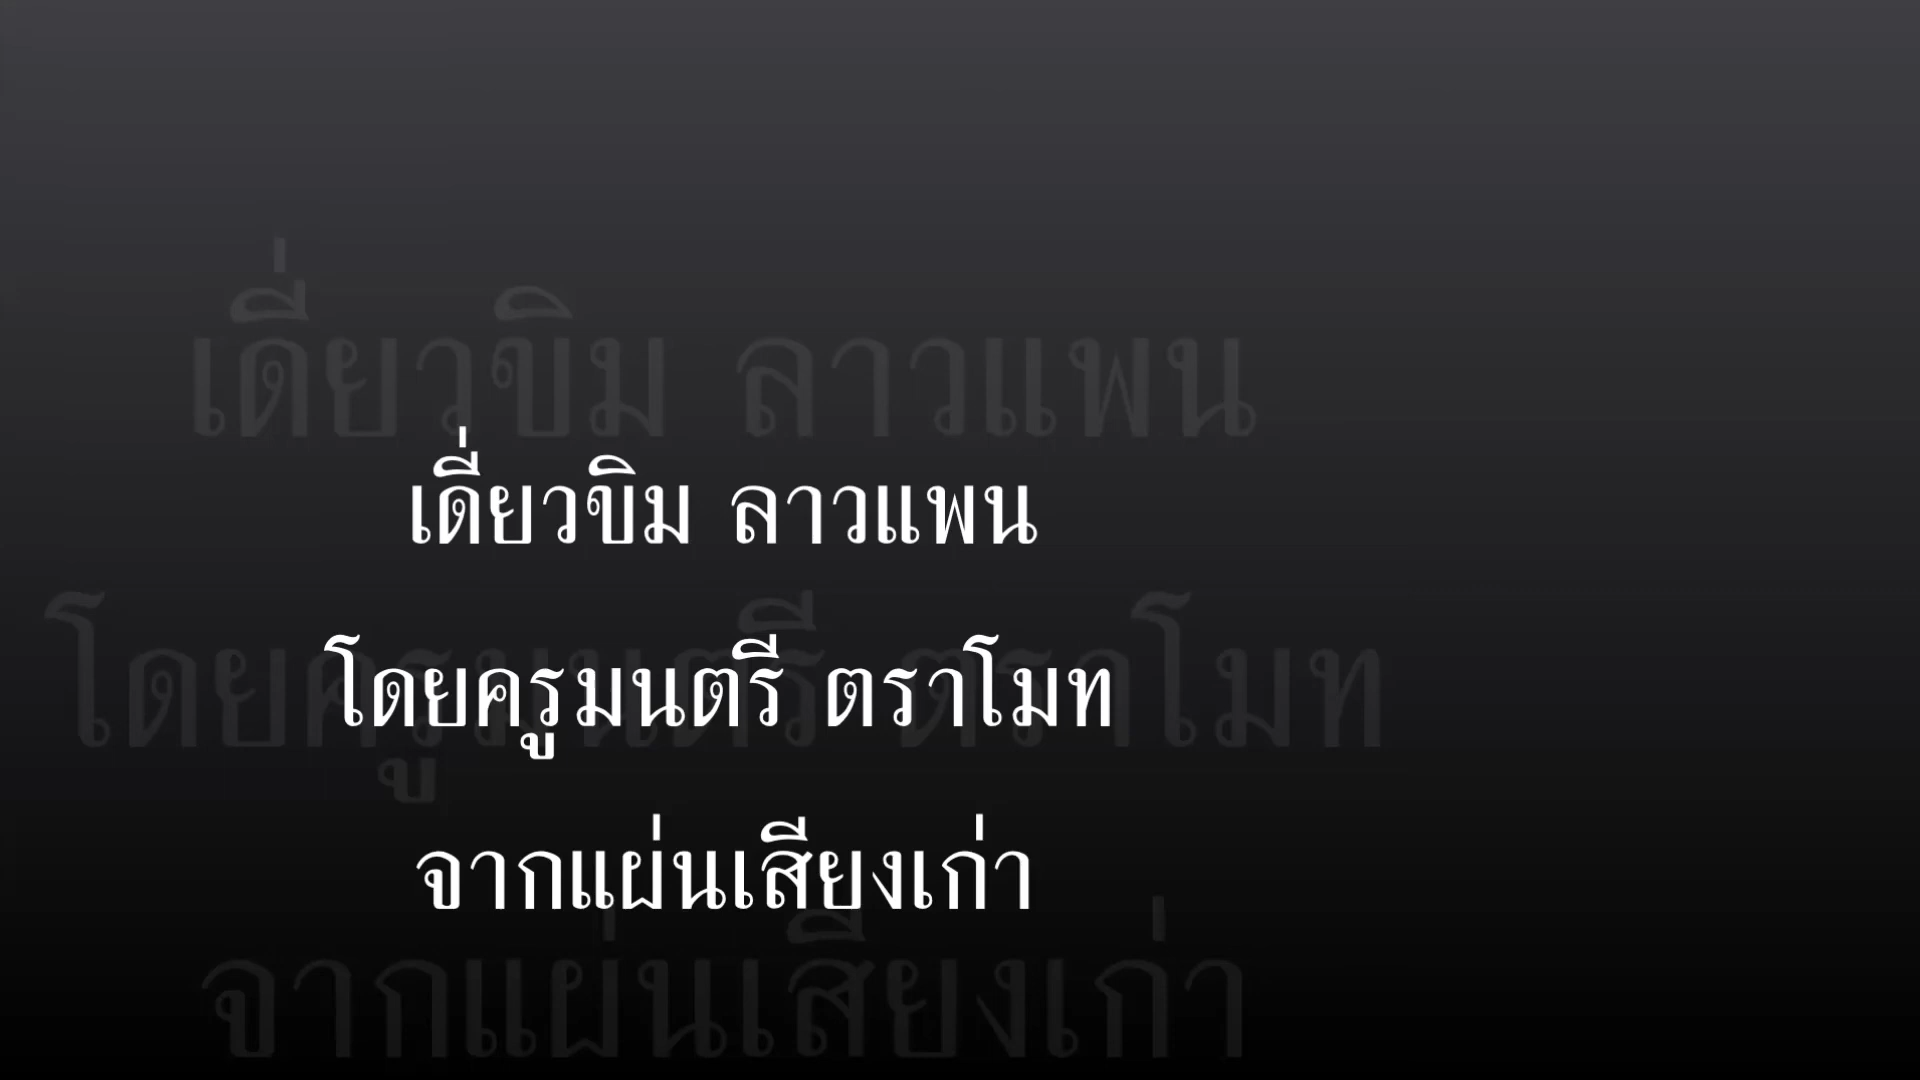 เดี่ยวขิม ลาวแพน
โดยครูมนตรี ตราโมท
จากแผ่นเสียงเก่า